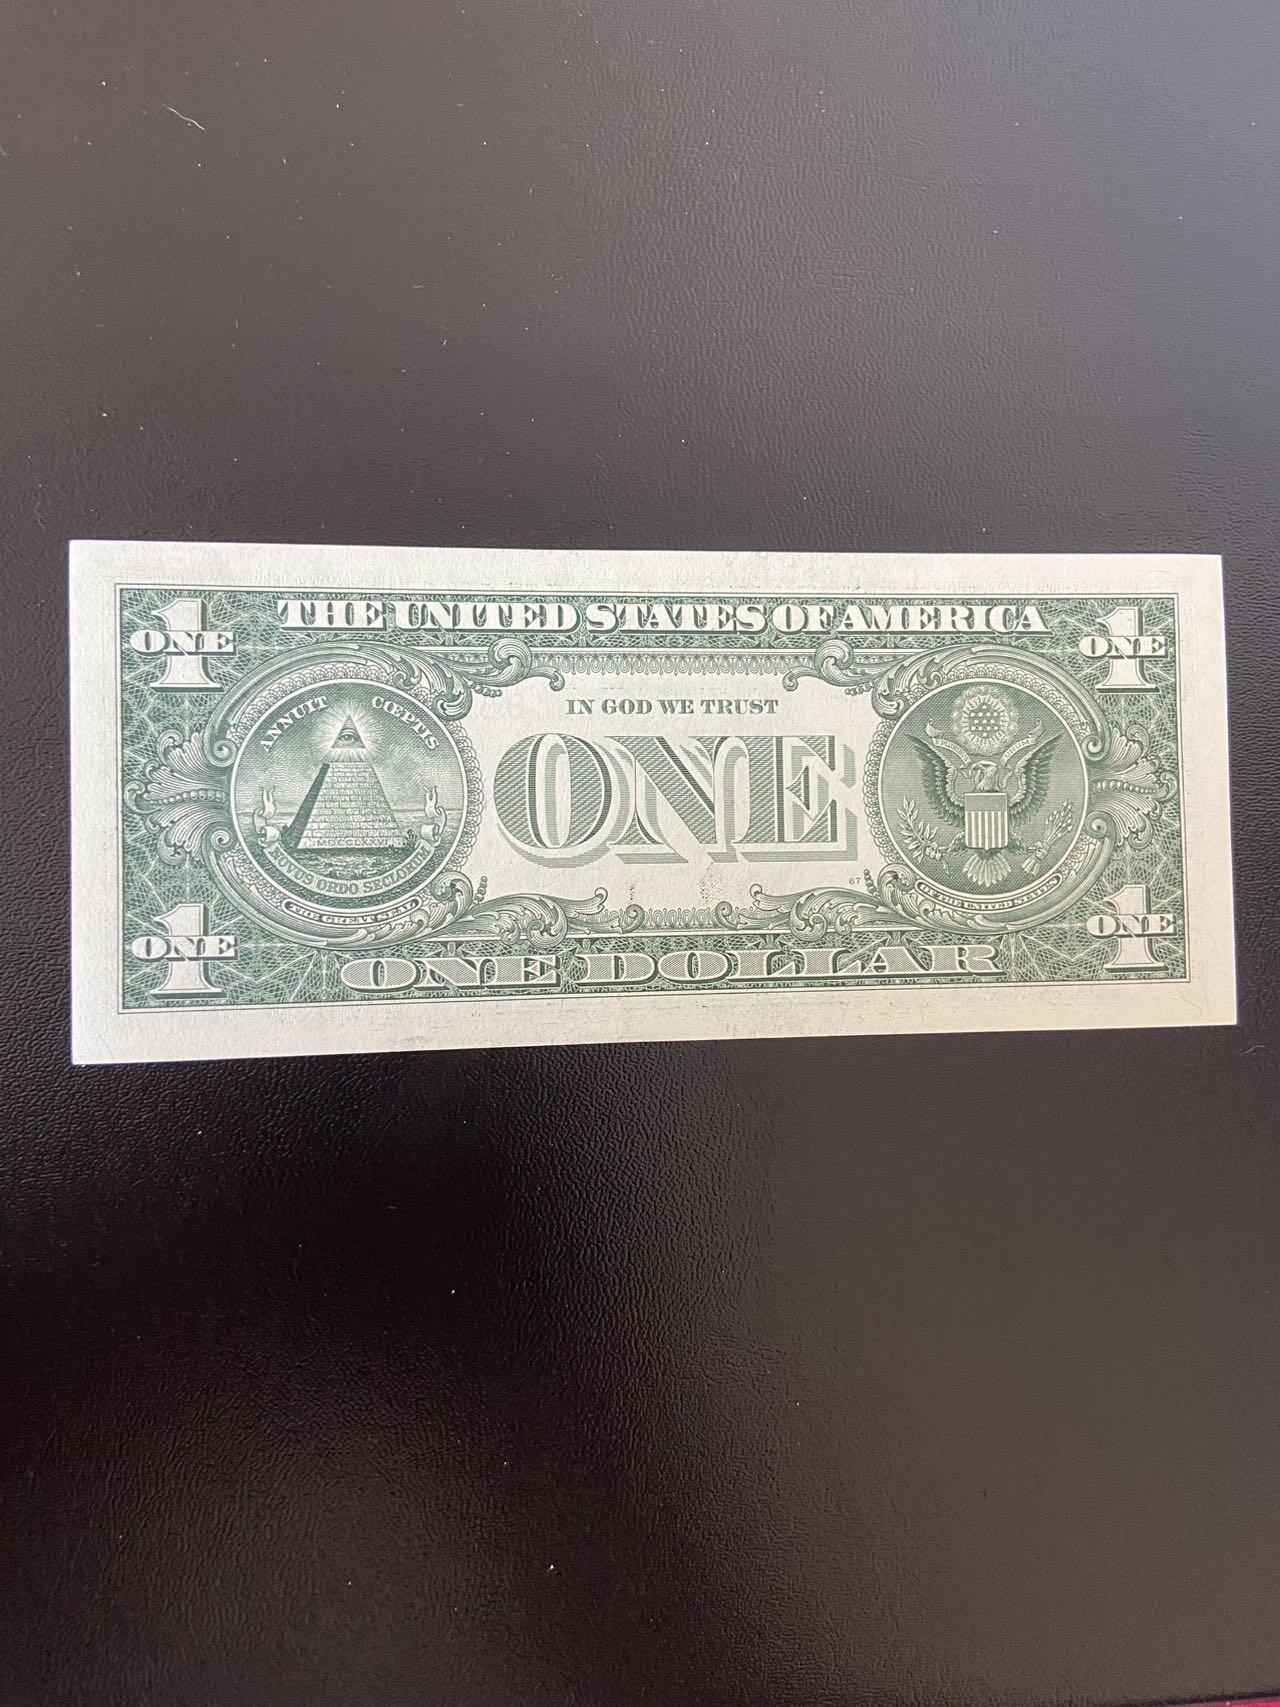 THE UNITED STATES OF AMERICA
1 ONE
1 ONE
ANNUIT CŒPTIS
IN GOD WE TRUST
ONE
MDCCLXXVI
NOVUS ORDO SECLORUM
THE GREAT SEAL
67
OF THE UNITED STATES
1 ONE
1 ONE
ONE DOLLAR